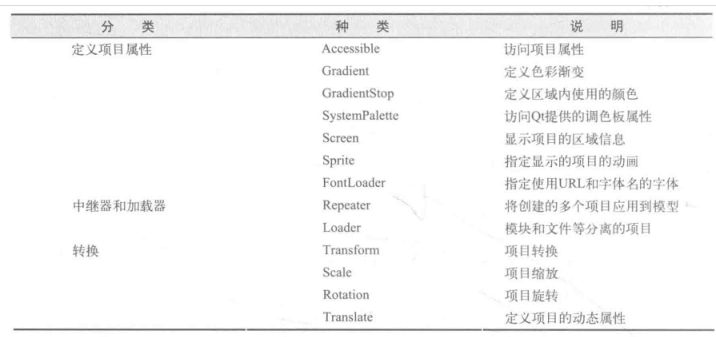 分 类 种 类 说 明
定义项目属性 Accessible 访问项目属性
Gradient 定义色彩渐变
GradientStop 定义区域内使用的颜色
SystemPalette 访问Qt提供的调色板属性
Screen 显示项目的区域信息
Sprite 指定显示的项目的动画
FontLoader 指定使用URL和字体名的字体
中继器和加载器 Repeater 将创建的多个项目应用到模型
Loader 模块和文件等分离的项目
转换 Transform 项目转换
Scale 项目缩放
Rotation 项目旋转
Translate 定义项目的动态属性